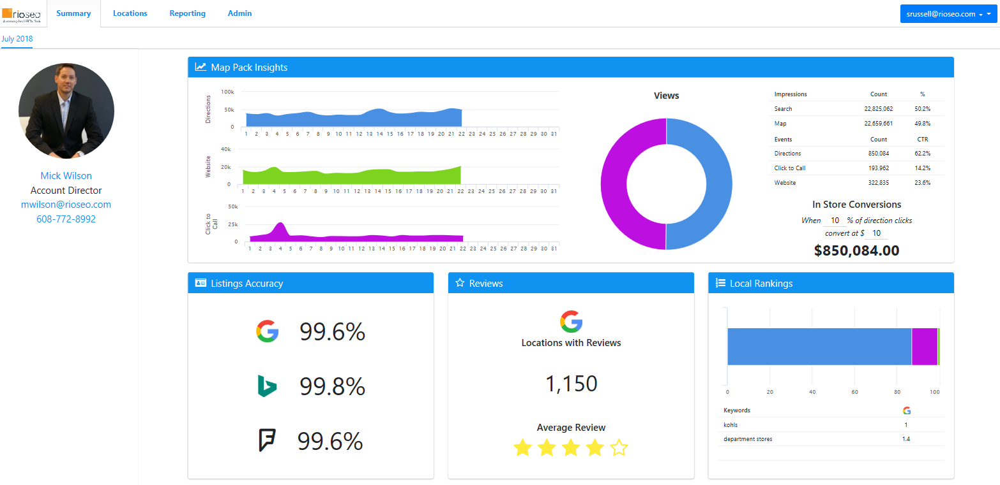 rioseo
Summary
Locations
Reporting
Admin
srussell@rioseo.com
July 2018
Mick Wilson
Account Director
mwilson@rioseo.com
608-772-8992
Map Pack Insights
Directions
100k
50k
0
1 2 3 4 5 6 7 8 9 10 11 12 13 14 15 16 17 18 19 20 21 22 23 24 25 26 27 28 29 30 31
Website
40k
20k
0
1 2 3 4 5 6 7 8 9 10 11 12 13 14 15 16 17 18 19 20 21 22 23 24 25 26 27 28 29 30 31
Click to
Call
50k
25k
0
1 2 3 4 5 6 7 8 9 10 11 12 13 14 15 16 17 18 19 20 21 22 23 24 25 26 27 28 29 30 31
Views
Impressions Count %
Search 22,825,062 50.2%
Map 22,659,661 49.8%
Events Count CTR
Directions 850,084 62.2%
Click to Call 193,962 14.2%
Website 322,835 23.6%
In Store Conversions
When 10 % of direction clicks
convert at $ 10
$850,084.00
Listings Accuracy
99.6%
99.8%
99.6%
Reviews
Locations with Reviews
1,150
Average Review
Local Rankings
0 20 40 60 80 100
Keywords
kohls 1
department stores 1.4